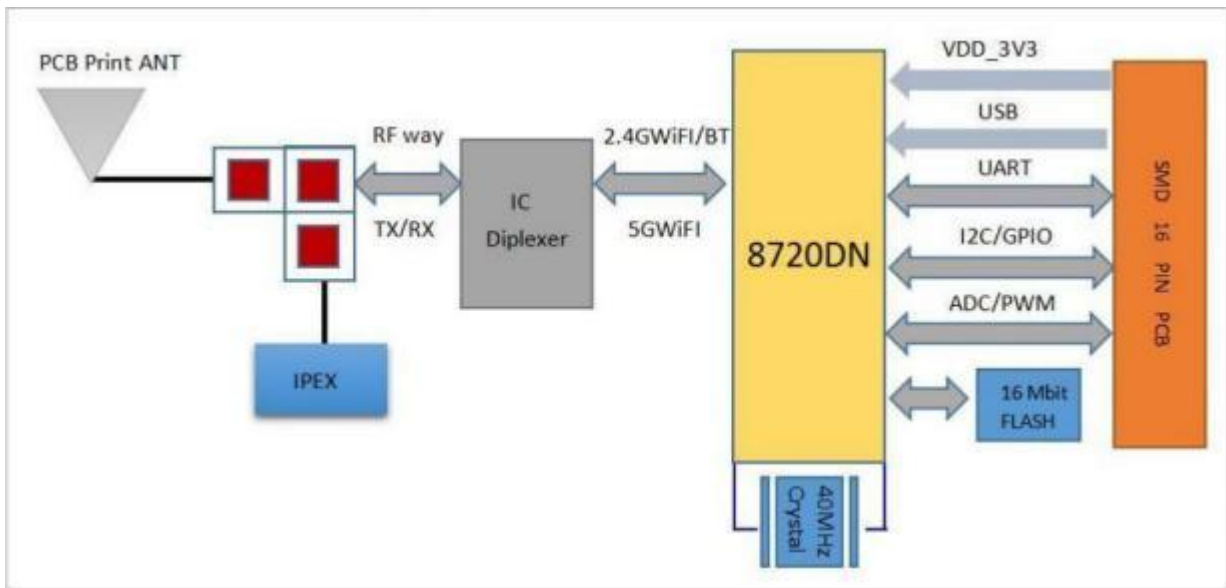 PCB Print ANT
RF way
TX/RX
IPEX
IC
Diplexer
2.4GWiFI/BT
5GWiFI
8720DN
40MHz
Crystal
VDD_3V3
USB
UART
I2C/GPIO
ADC/PWM
16 Mbit
FLASH
SMD 16 PIN PCB